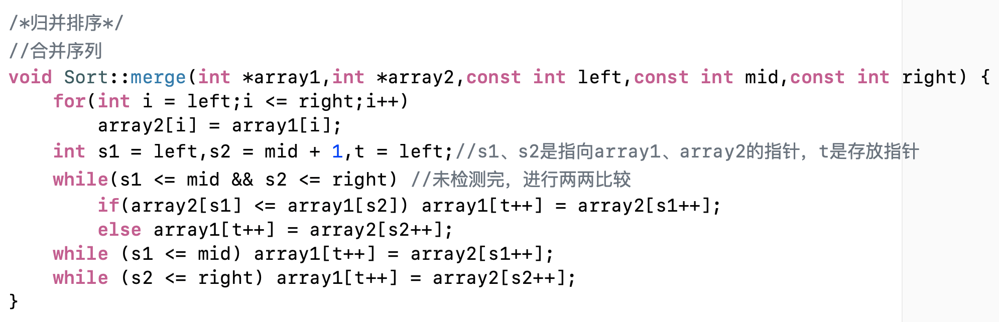 /*归并排序*/
//合并序列
void Sort::merge(int *array1,int *array2,const int left,const int mid,const int right) {
    for(int i = left;i <= right;i++)
        array2[i] = array1[i];
    int s1 = left,s2 = mid + 1,t = left;//s1、s2是指向array1、array2的指针，t是存放指针
    while(s1 <= mid && s2 <= right) //未检测完，进行两两比较
        if(array2[s1] <= array1[s2]) array1[t++] = array2[s1++];
        else array1[t++] = array2[s2++];
    while (s1 <= mid) array1[t++] = array2[s1++];
    while (s2 <= right) array1[t++] = array2[s2++];
}